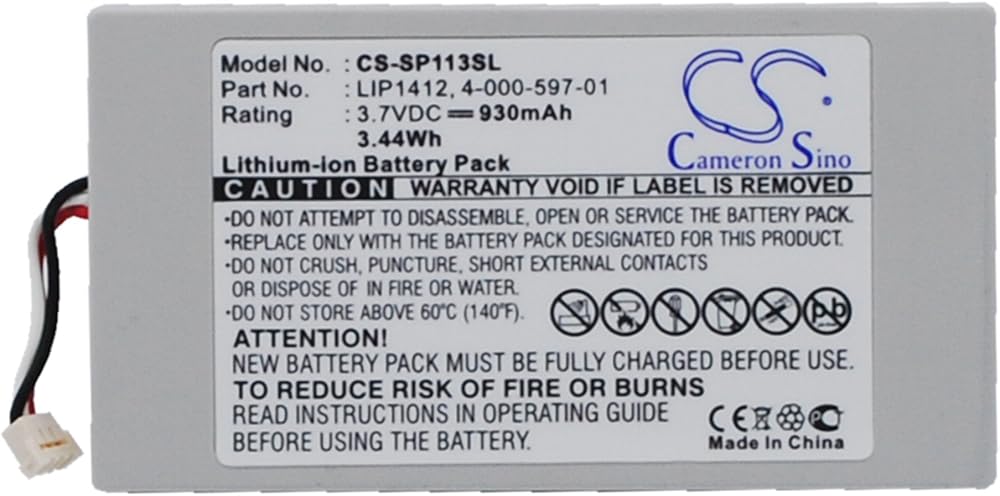 Model No. : CS-SP113SL
Part No. : LIP1412, 4-000-597-01
Rating : 3.7VDC ⎓ 930mAh
3.44Wh
Lithium-ion Battery Pack
Cameron Sino
CAUTION WARRANTY VOID IF LABEL IS REMOVED
•DO NOT ATTEMPT TO DISASSEMBLE, OPEN OR SERVICE THE BATTERY PACK.
•REPLACE ONLY WITH THE BATTERY PACK DESIGNATED FOR THIS PRODUCT.
•DO NOT CRUSH, PUNCTURE, SHORT EXTERNAL CONTACTS
OR DISPOSE OF IN FIRE OR WATER.
•DO NOT STORE ABOVE 60°C (140°F).
Pb
ATTENTION!
NEW BATTERY PACK MUST BE FULLY CHARGED BEFORE USE.
TO REDUCE RISK OF FIRE OR BURNS
READ INSTRUCTIONS OUTSIDE GUIDE
BEFORE USING THE BATTERY.
CE
Made In China